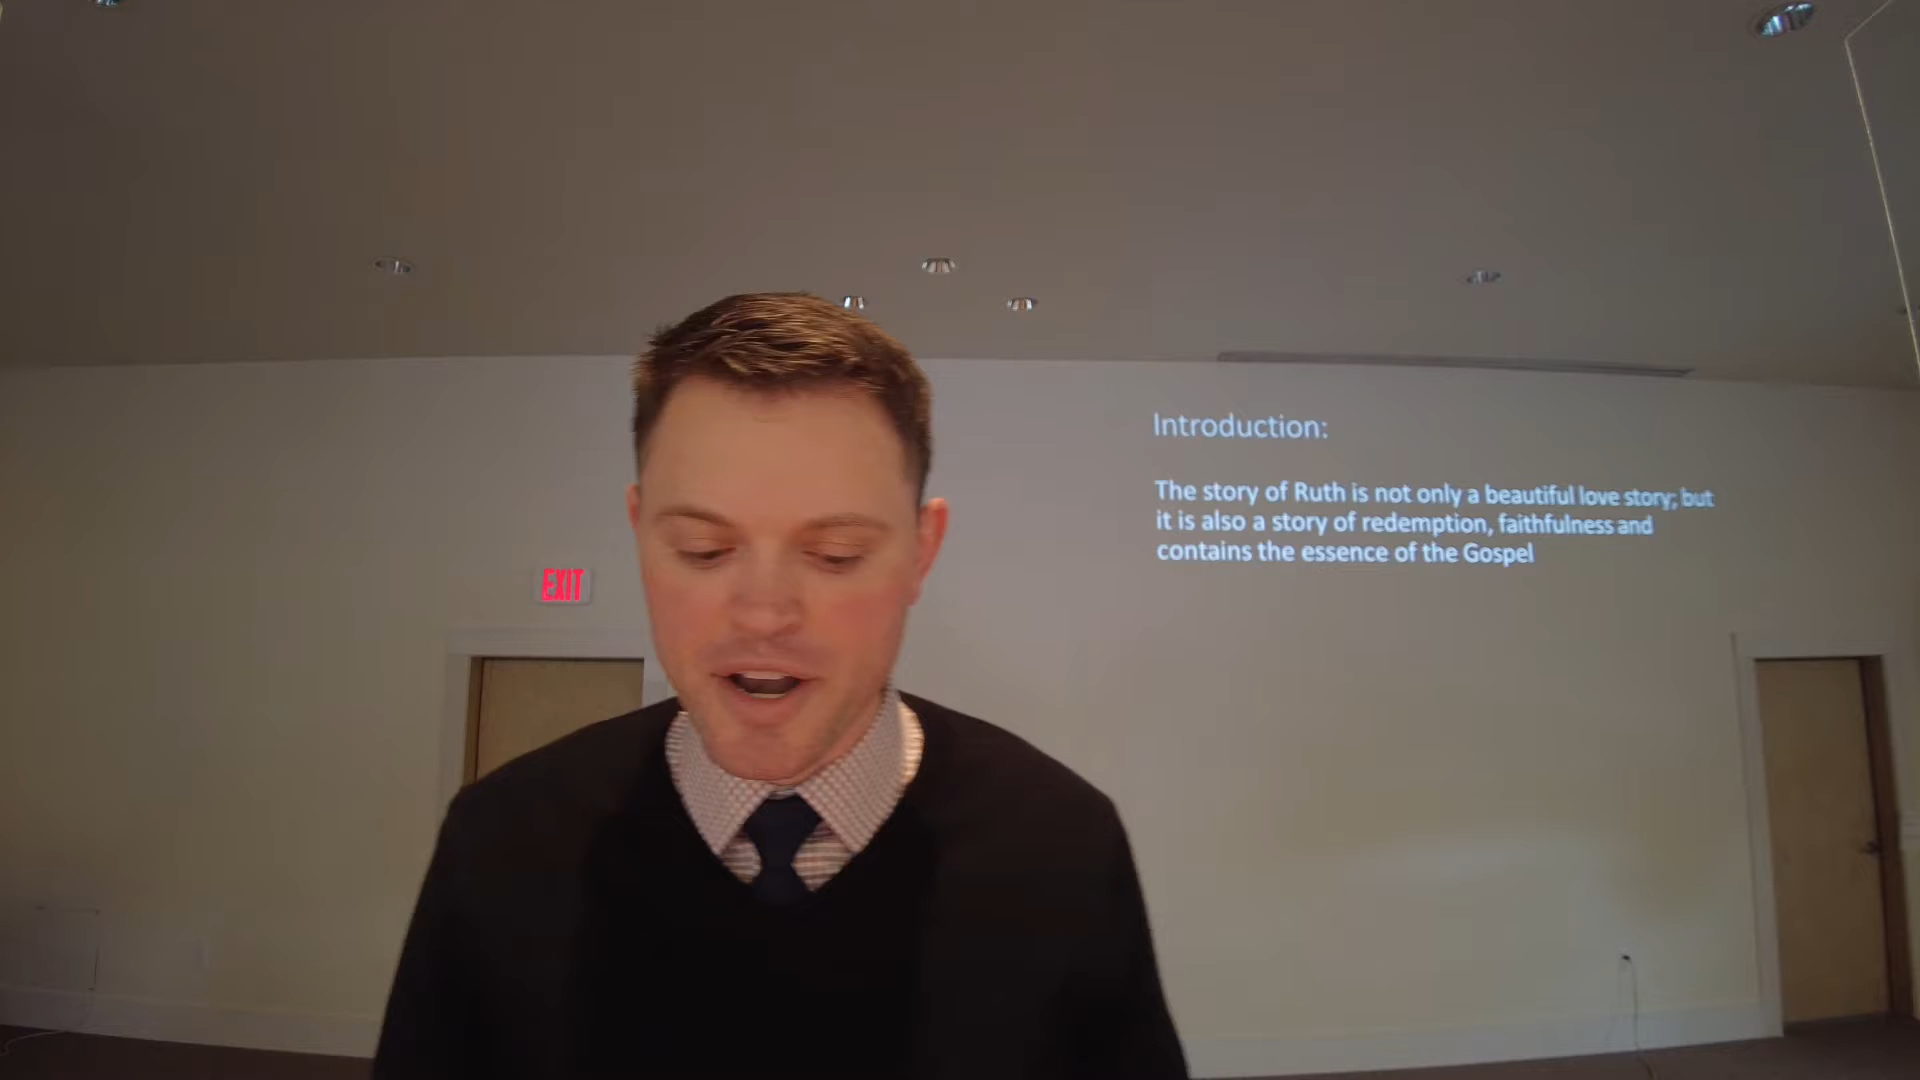 Introduction:
The story of Ruth is not only a beautiful love story; but
it is also a story of redemption, faithfulness and
contains the essence of the Gospel
EXIT